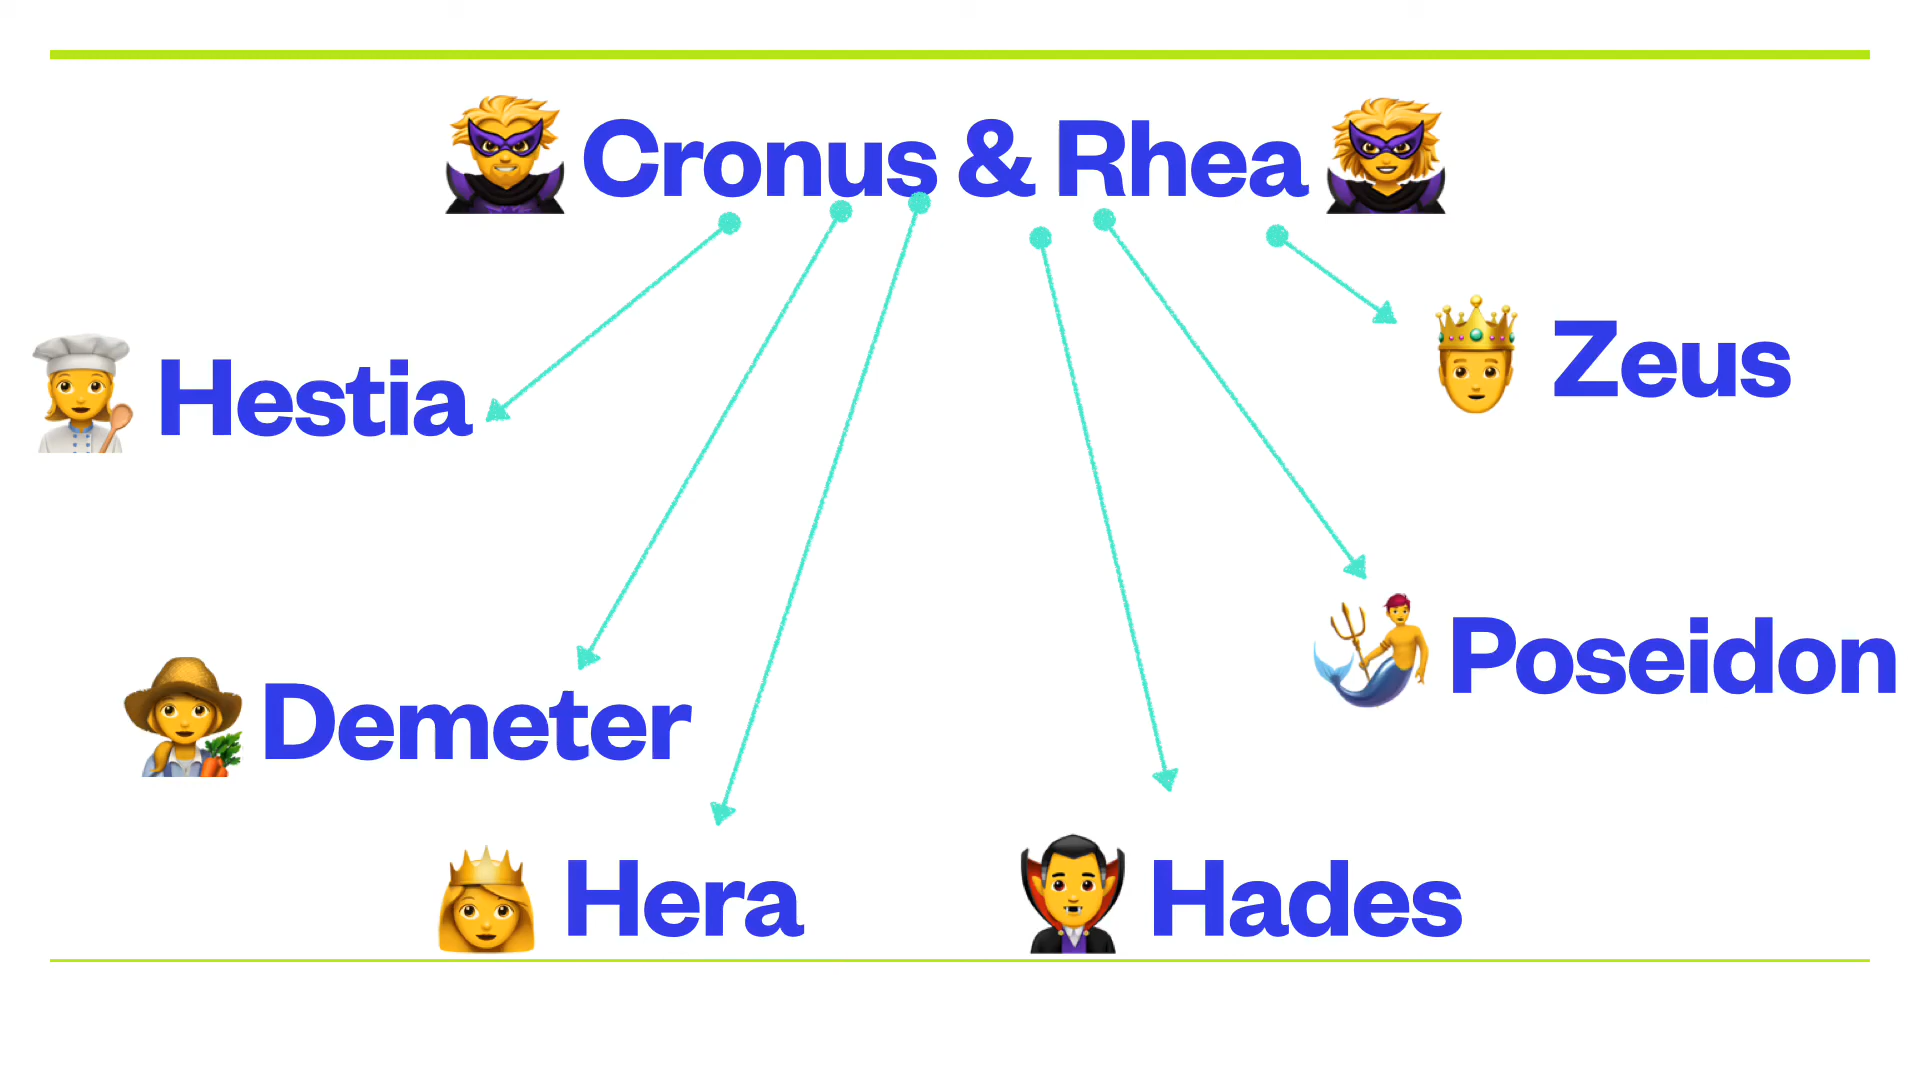 Cronus & Rhea
Hestia
Zeus
Demeter
Poseidon
Hera
Hades